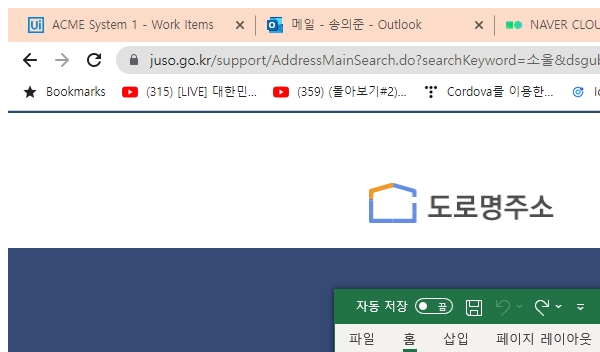 Ui ACME System 1 - Work Items 메일 - 송의준 - Outlook NAVER CLOU
juso.go.kr/support/AddressMainSearch.do?searchKeyword=소울&dsgub
Bookmarks (315) [LIVE] 대한민... (359) (몰아보기#2)... Cordova를 이용한...
도로명주소
자동 저장 끔
파일 홈 삽입 페이지 레이아웃